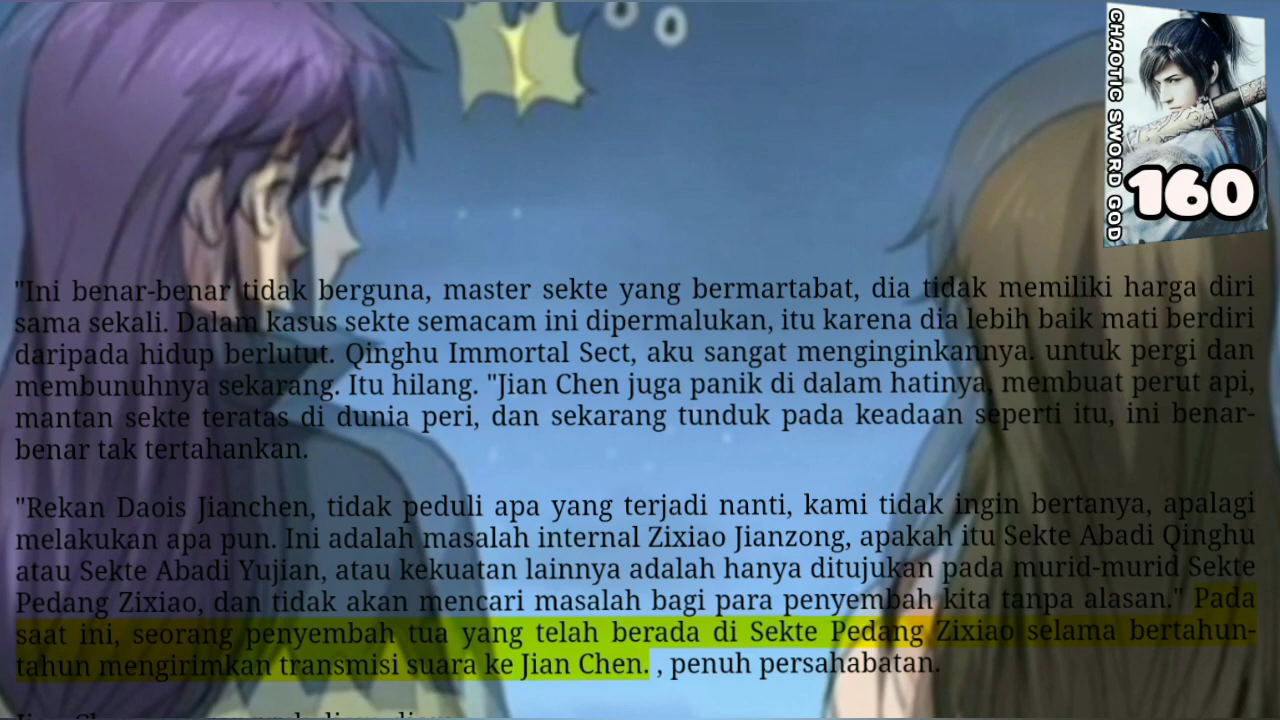 CHAOTIC SWORD GOD
160
"Ini benar-benar tidak berguna, master sekte yang bermartabat, dia tidak memiliki harga diri
sama sekali. Dalam kasus sekte semacam ini dipermalukan, itu karena dia lebih baik mati berdiri
daripada hidup berlutut. Qinghu Immortal Sect, aku sangat menginginkannya. untuk pergi dan
membunuhnya sekarang. Itu hilang. "Jian Chen juga panik di dalam hatinya, membuat perut api,
mantan sekte teratas di dunia peri, dan sekarang tunduk pada keadaan seperti itu, ini benar-
benar tak tertahankan.
"Rekan Daois Jianchen, tidak peduli apa yang terjadi nanti, kami tidak ingin bertanya, apalagi
melakukan apa pun. Ini adalah masalah internal Zixiao Jianzong, apakah itu Sekte Abadi Qinghu
atau Sekte Abadi Yujian, atau kekuatan lainnya adalah hanya ditujukan pada murid-murid Sekte
Pedang Zixiao, dan tidak akan mencari masalah bagi para penyembah kita tanpa alasan." Pada
saat ini, seorang penyembah tua yang telah berada di Sekte Pedang Zixiao selama bertahun-
tahun mengirimkan transmisi suara ke Jian Chen. , penuh persahabatan.